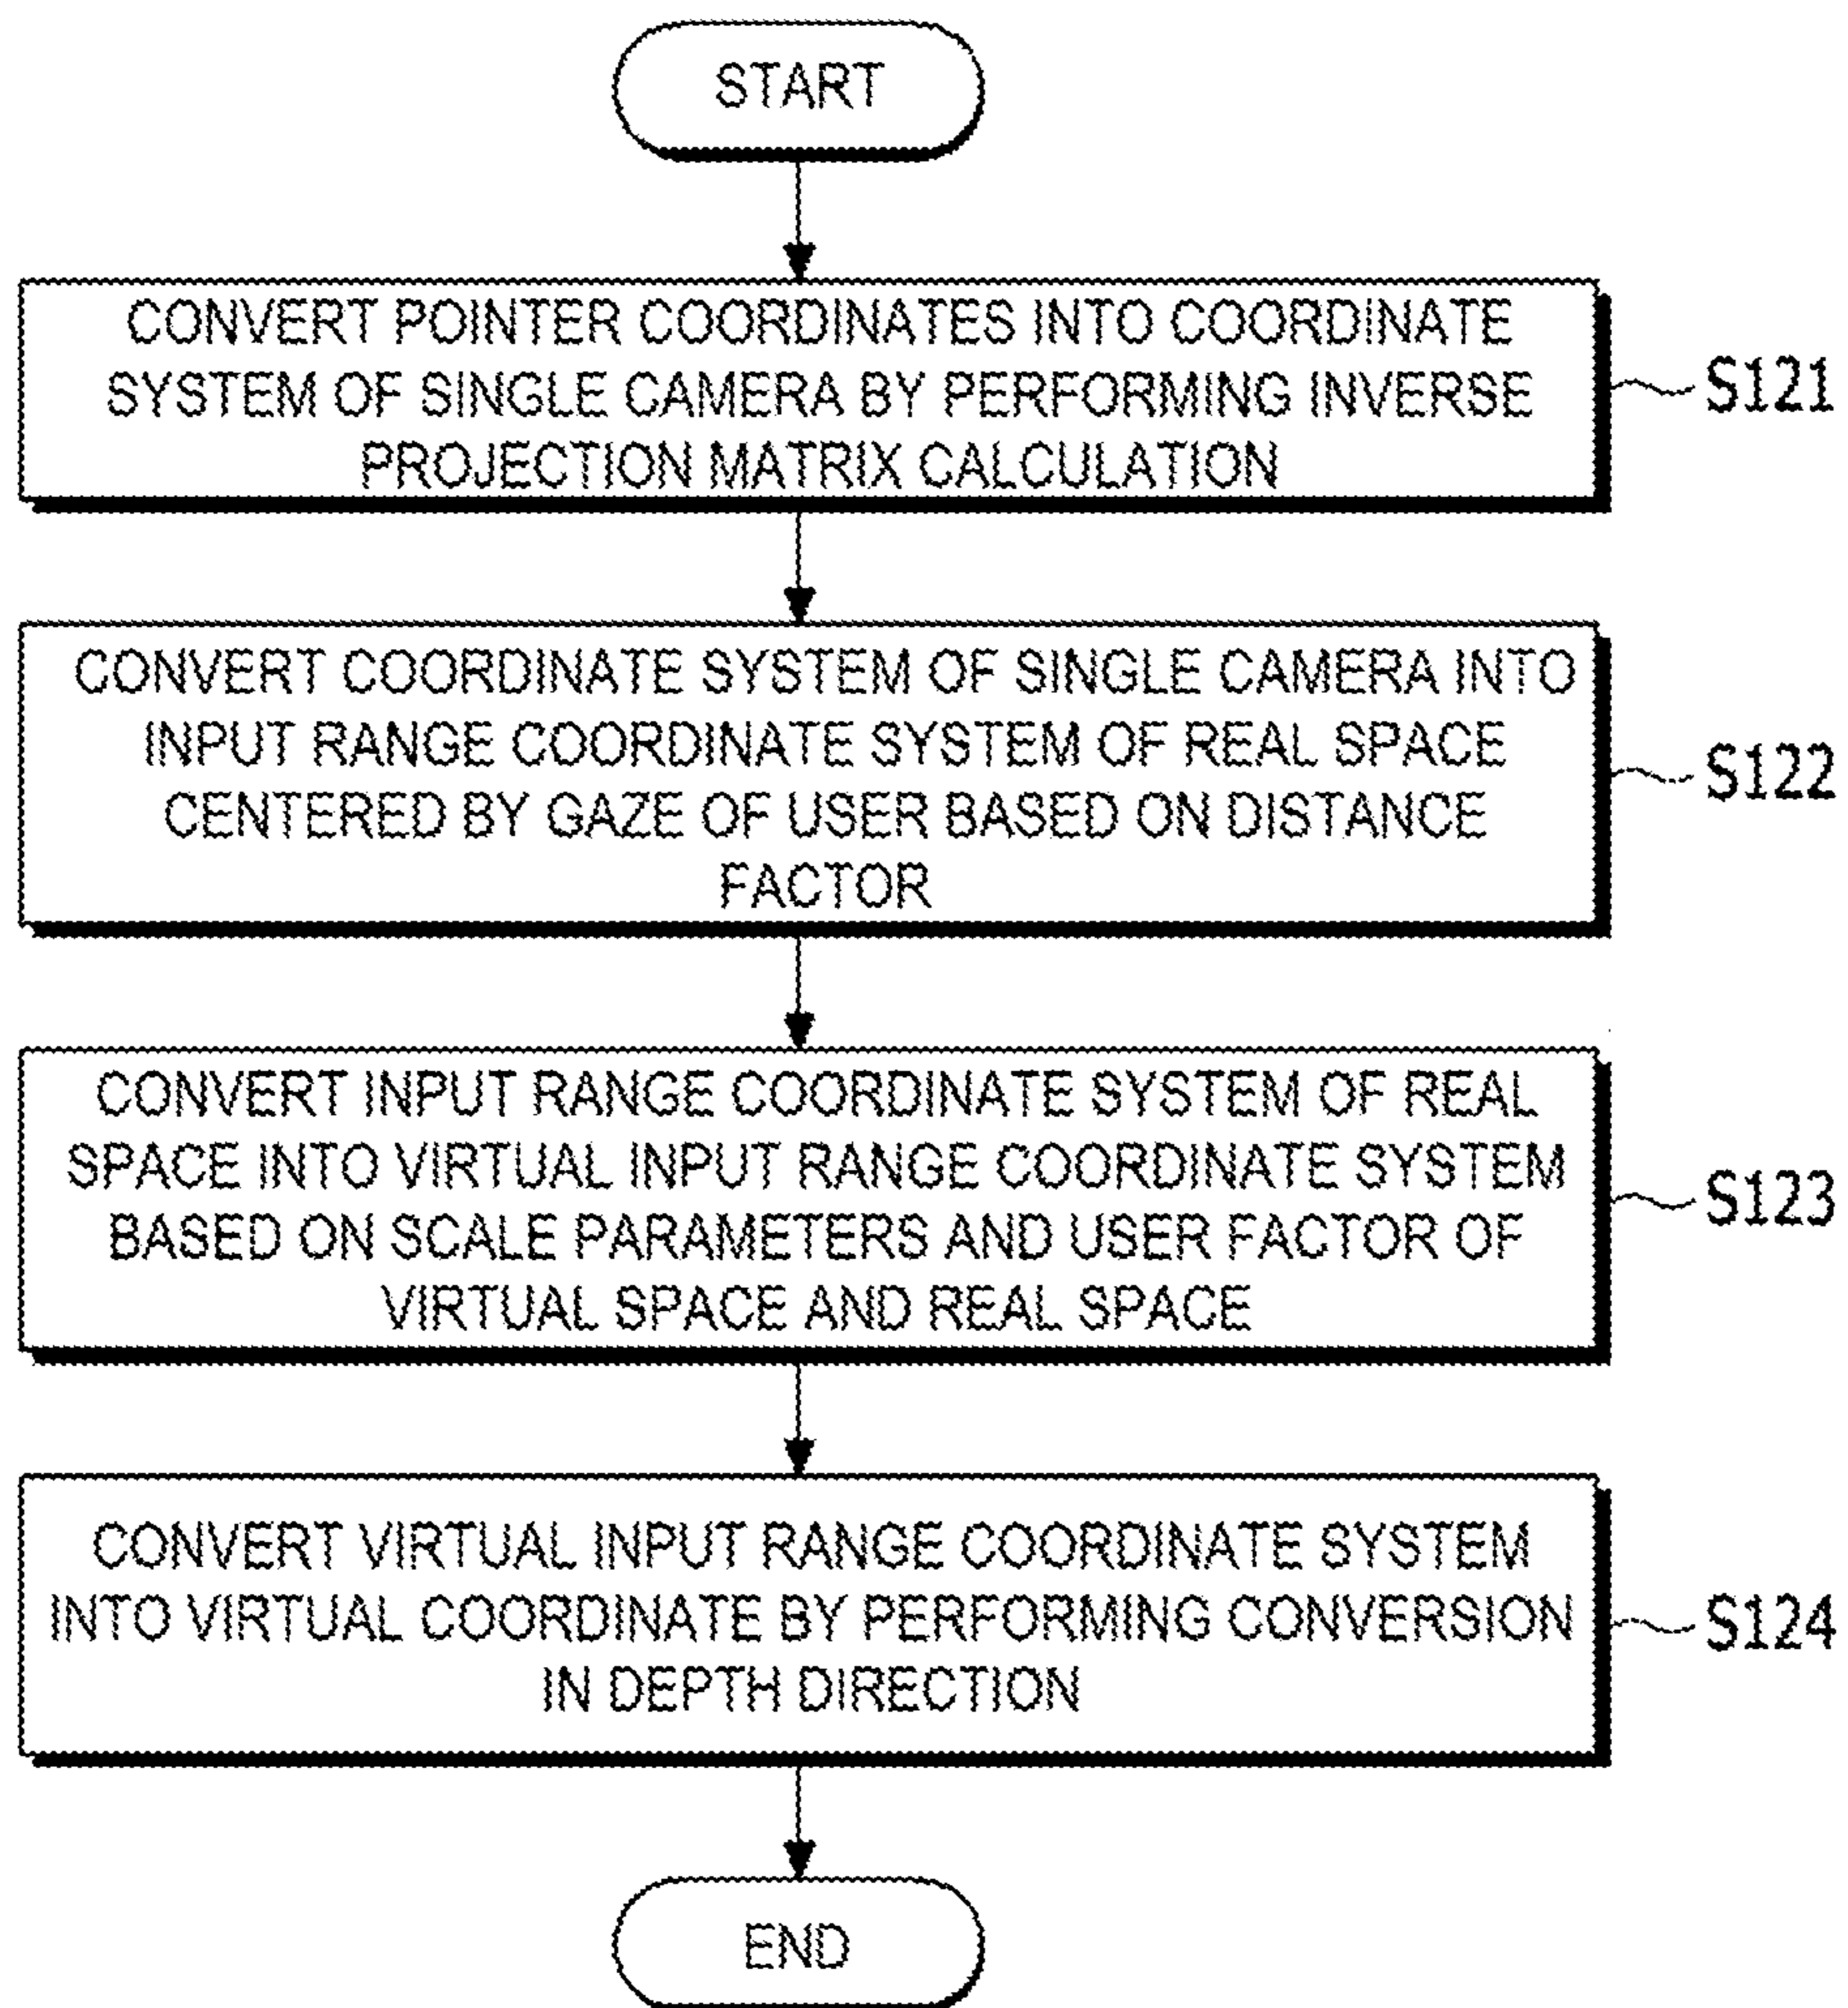 START
CONVERT POINTER COORDINATES INTO COORDINATE
SYSTEM OF SINGLE CAMERA BY PERFORMING INVERSE
PROJECTION MATRIX CALCULATION
S121
CONVERT COORDINATE SYSTEM OF SINGLE CAMERA INTO
INPUT RANGE COORDINATE SYSTEM OF REAL SPACE
CENTERED BY GAZE OF USER BASED ON DISTANCE
FACTOR
S122
CONVERT INPUT RANGE COORDINATE SYSTEM OF REAL
SPACE INTO VIRTUAL INPUT RANGE COORDINATE SYSTEM
BASED ON SCALE PARAMETERS AND USER FACTOR OF
VIRTUAL SPACE AND REAL SPACE
S123
CONVERT VIRTUAL INPUT RANGE COORDINATE SYSTEM
INTO VIRTUAL COORDINATE BY PERFORMING CONVERSION
IN DEPTH DIRECTION
S124
END